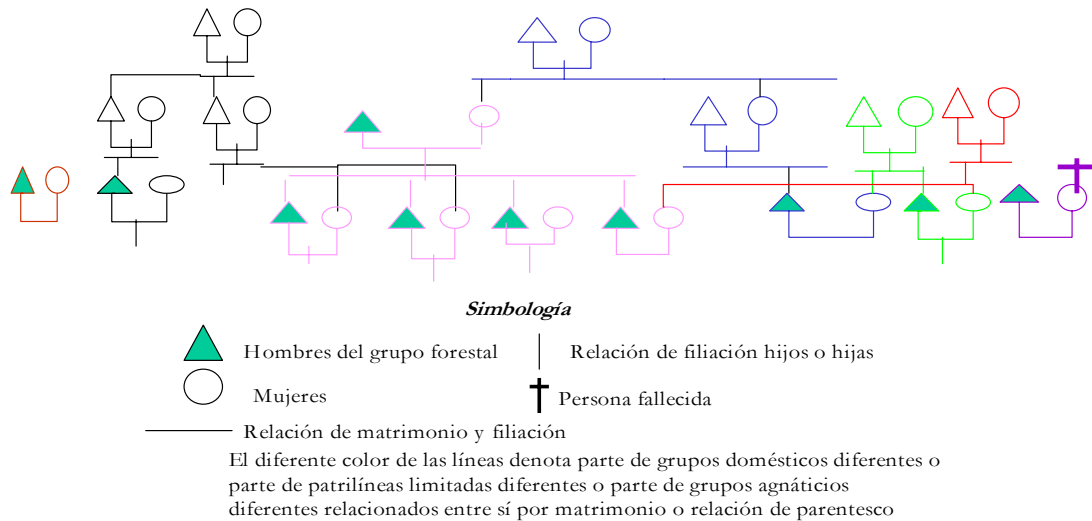 Simbología
Hombres del grupo forestal
Relación de filiación hijos o hijas
Mujeres
Persona fallecida
Relación de matrimonio y filiación
El diferente color de las líneas denota parte de grupos domésticos diferentes o
parte de patrilíneas limitadas diferentes o parte de grupos agnáticios
diferentes relacionados entre sí por matrimonio o relación de parentesco